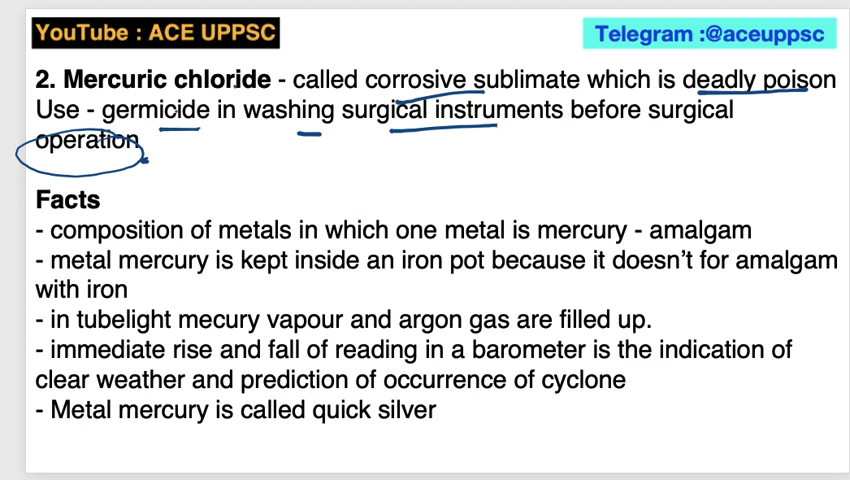 YouTube : ACE UPPSC
Telegram :@aceuppsc
2. Mercuric chloride - called corrosive sublimate which is deadly poison
Use - germicide in washing surgical instruments before surgical
operation
Facts
- composition of metals in which one metal is mercury - amalgam
- metal mercury is kept inside an iron pot because it doesn't for amalgam
with iron
- in tubelight mecury vapour and argon gas are filled up.
- immediate rise and fall of reading in a barometer is the indication of
clear weather and prediction of occurrence of cyclone
- Metal mercury is called quick silver